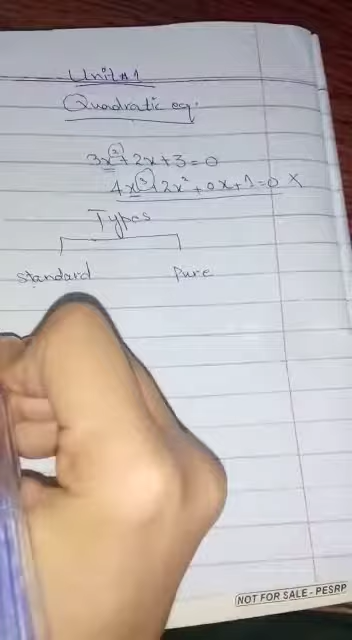 Unit #1
Quadratic eq.
3x²+2x+3=0
4x³+2x²+0x+1=0 ×
Types
Standard Pure
NOT FOR SALE - PESRP